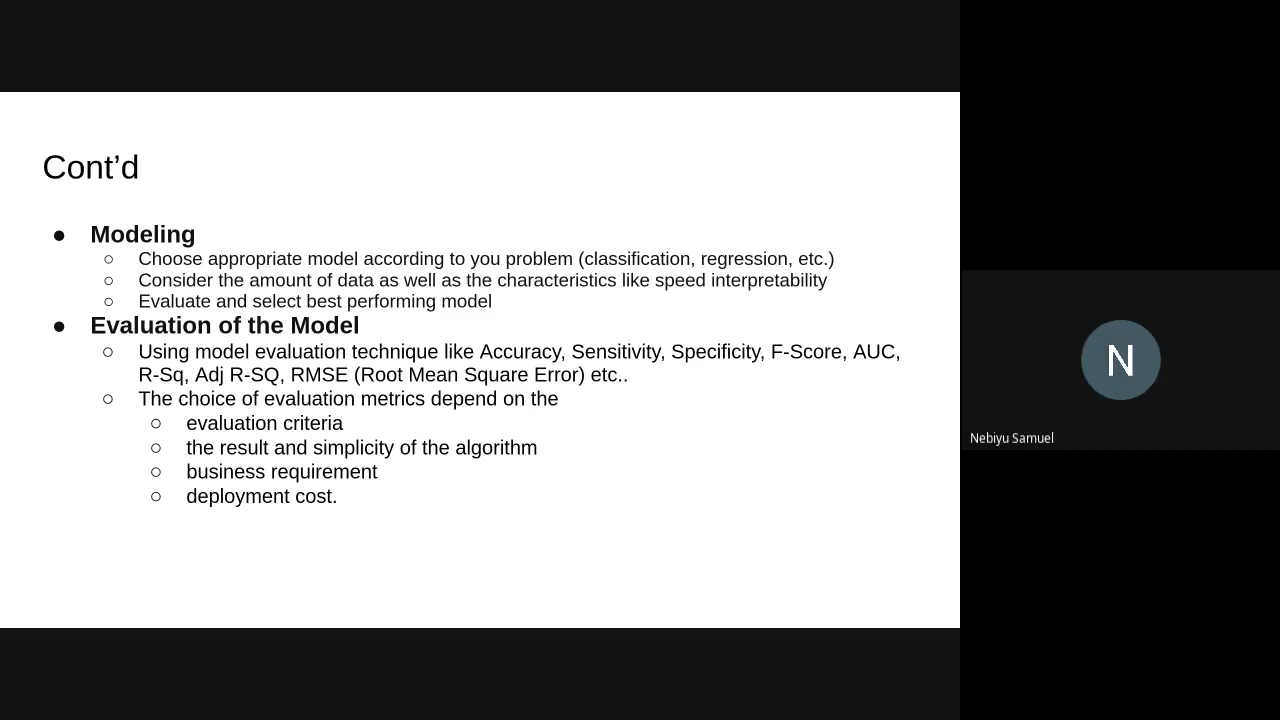 Cont’d
● Modeling
○ Choose appropriate model according to you problem (classification, regression, etc.)
○ Consider the amount of data as well as the characteristics like speed interpretability
○ Evaluate and select best performing model
● Evaluation of the Model
○ Using model evaluation technique like Accuracy, Sensitivity, Specificity, F-Score, AUC,
R-Sq, Adj R-SQ, RMSE (Root Mean Square Error) etc..
○ The choice of evaluation metrics depend on the
○ evaluation criteria
○ the result and simplicity of the algorithm
○ business requirement
○ deployment cost.
N
Nebiyu Samuel